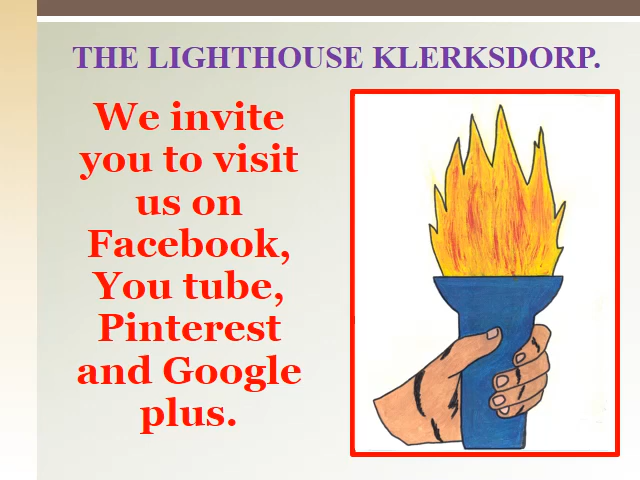 THE LIGHTHOUSE KLERKSDORP.
We invite
you to visit
us on
Facebook,
You tube,
Pinterest
and Google
plus.